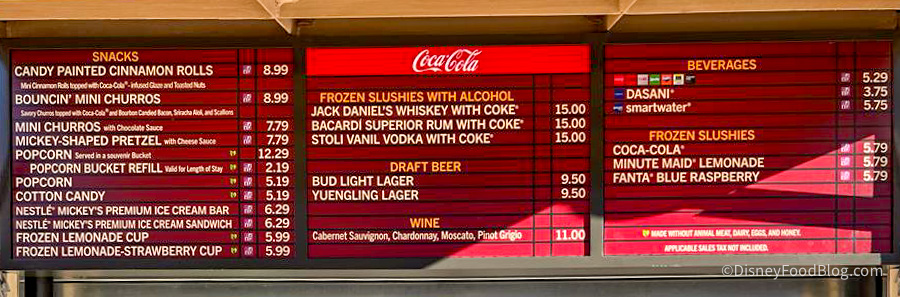 SNACKS
CANDY PAINTED CINNAMON ROLLS 8.99
Mini Cinnamon Rolls topped with Coca-Cola®-infused Glaze and Toasted Nuts
BOUNCIN' MINI CHURROS 8.99
Savory Churros topped with Coca-Cola® and Bourbon Candied Bacon, Sriracha Aioli, and Scallions
MINI CHURROS with Chocolate Sauce 7.79
MICKEY-SHAPED PRETZEL with Cheese Sauce 7.79
POPCORN Served in a souvenir Bucket 12.29
POPCORN BUCKET REFILL Valid for Length of Stay 2.19
POPCORN 5.19
COTTON CANDY 5.19
NESTLÉ® MICKEY'S PREMIUM ICE CREAM BAR 6.29
NESTLÉ® MICKEY'S PREMIUM ICE CREAM SANDWICH 6.29
FROZEN LEMONADE CUP 5.99
FROZEN LEMONADE-STRAWBERRY CUP 5.99
Coca-Cola
FROZEN SLUSHIES WITH ALCOHOL
JACK DANIEL'S WHISKEY WITH COKE® 15.00
BACARDÍ SUPERIOR RUM WITH COKE® 15.00
STOLI VANIL VODKA WITH COKE® 15.00
DRAFT BEER
BUD LIGHT LAGER 9.50
YUENGLING LAGER 9.50
WINE
Cabernet Sauvignon, Chardonnay, Moscato, Pinot Grigio 11.00
BEVERAGES
5.29
DASANI® 3.75
smartwater® 5.75
FROZEN SLUSHIES
COCA-COLA® 5.79
MINUTE MAID® LEMONADE 5.79
FANTA® BLUE RASPBERRY 5.79
MADE WITHOUT ANIMAL MEAT, DAIRY, EGGS, AND HONEY.
APPLICABLE SALES TAX NOT INCLUDED.
©DisneyFoodBlog.com